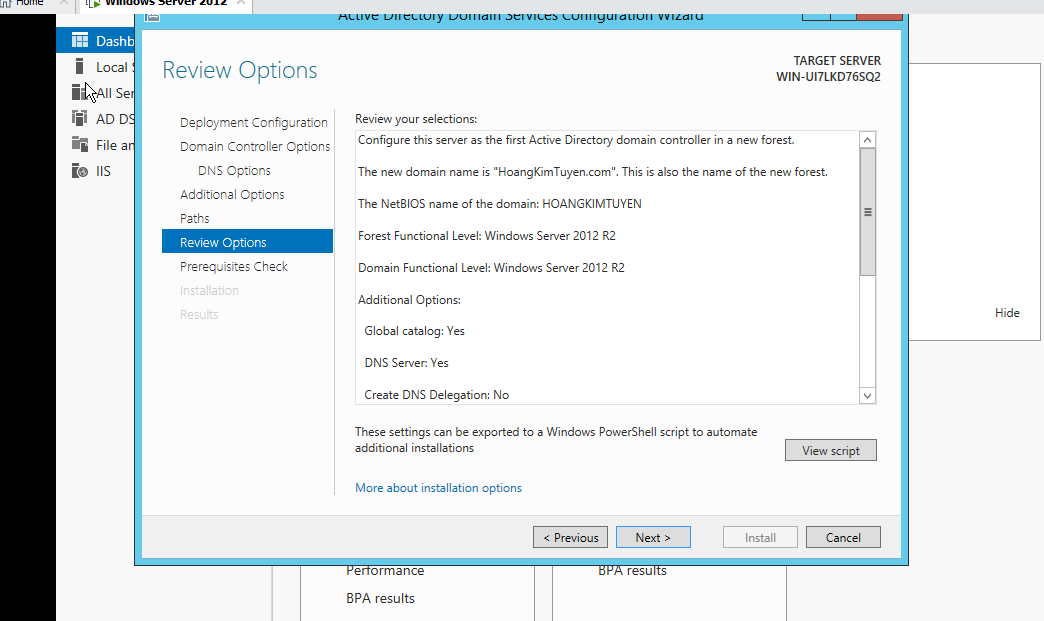 Home
Windows Server 2012
Active Directory Domain Services Configuration Wizard
Dashb
Local S
All Ser
AD DS
File an
IIS
Review Options
TARGET SERVER
WIN-UI7LKD76SQ2
Deployment Configuration
Domain Controller Options
DNS Options
Additional Options
Paths
Review Options
Prerequisites Check
Installation
Results
Review your selections:
Configure this server as the first Active Directory domain controller in a new forest.
The new domain name is "HoangKimTuyen.com". This is also the name of the new forest.
The NetBIOS name of the domain: HOANGKIMTUYEN
Forest Functional Level: Windows Server 2012 R2
Domain Functional Level: Windows Server 2012 R2
Additional Options:
Global catalog: Yes
DNS Server: Yes
Create DNS Delegation: No
These settings can be exported to a Windows PowerShell script to automate
additional installations
View script
More about installation options
< Previous
Next >
Install
Cancel
Hide
Performance
BPA results
BPA results